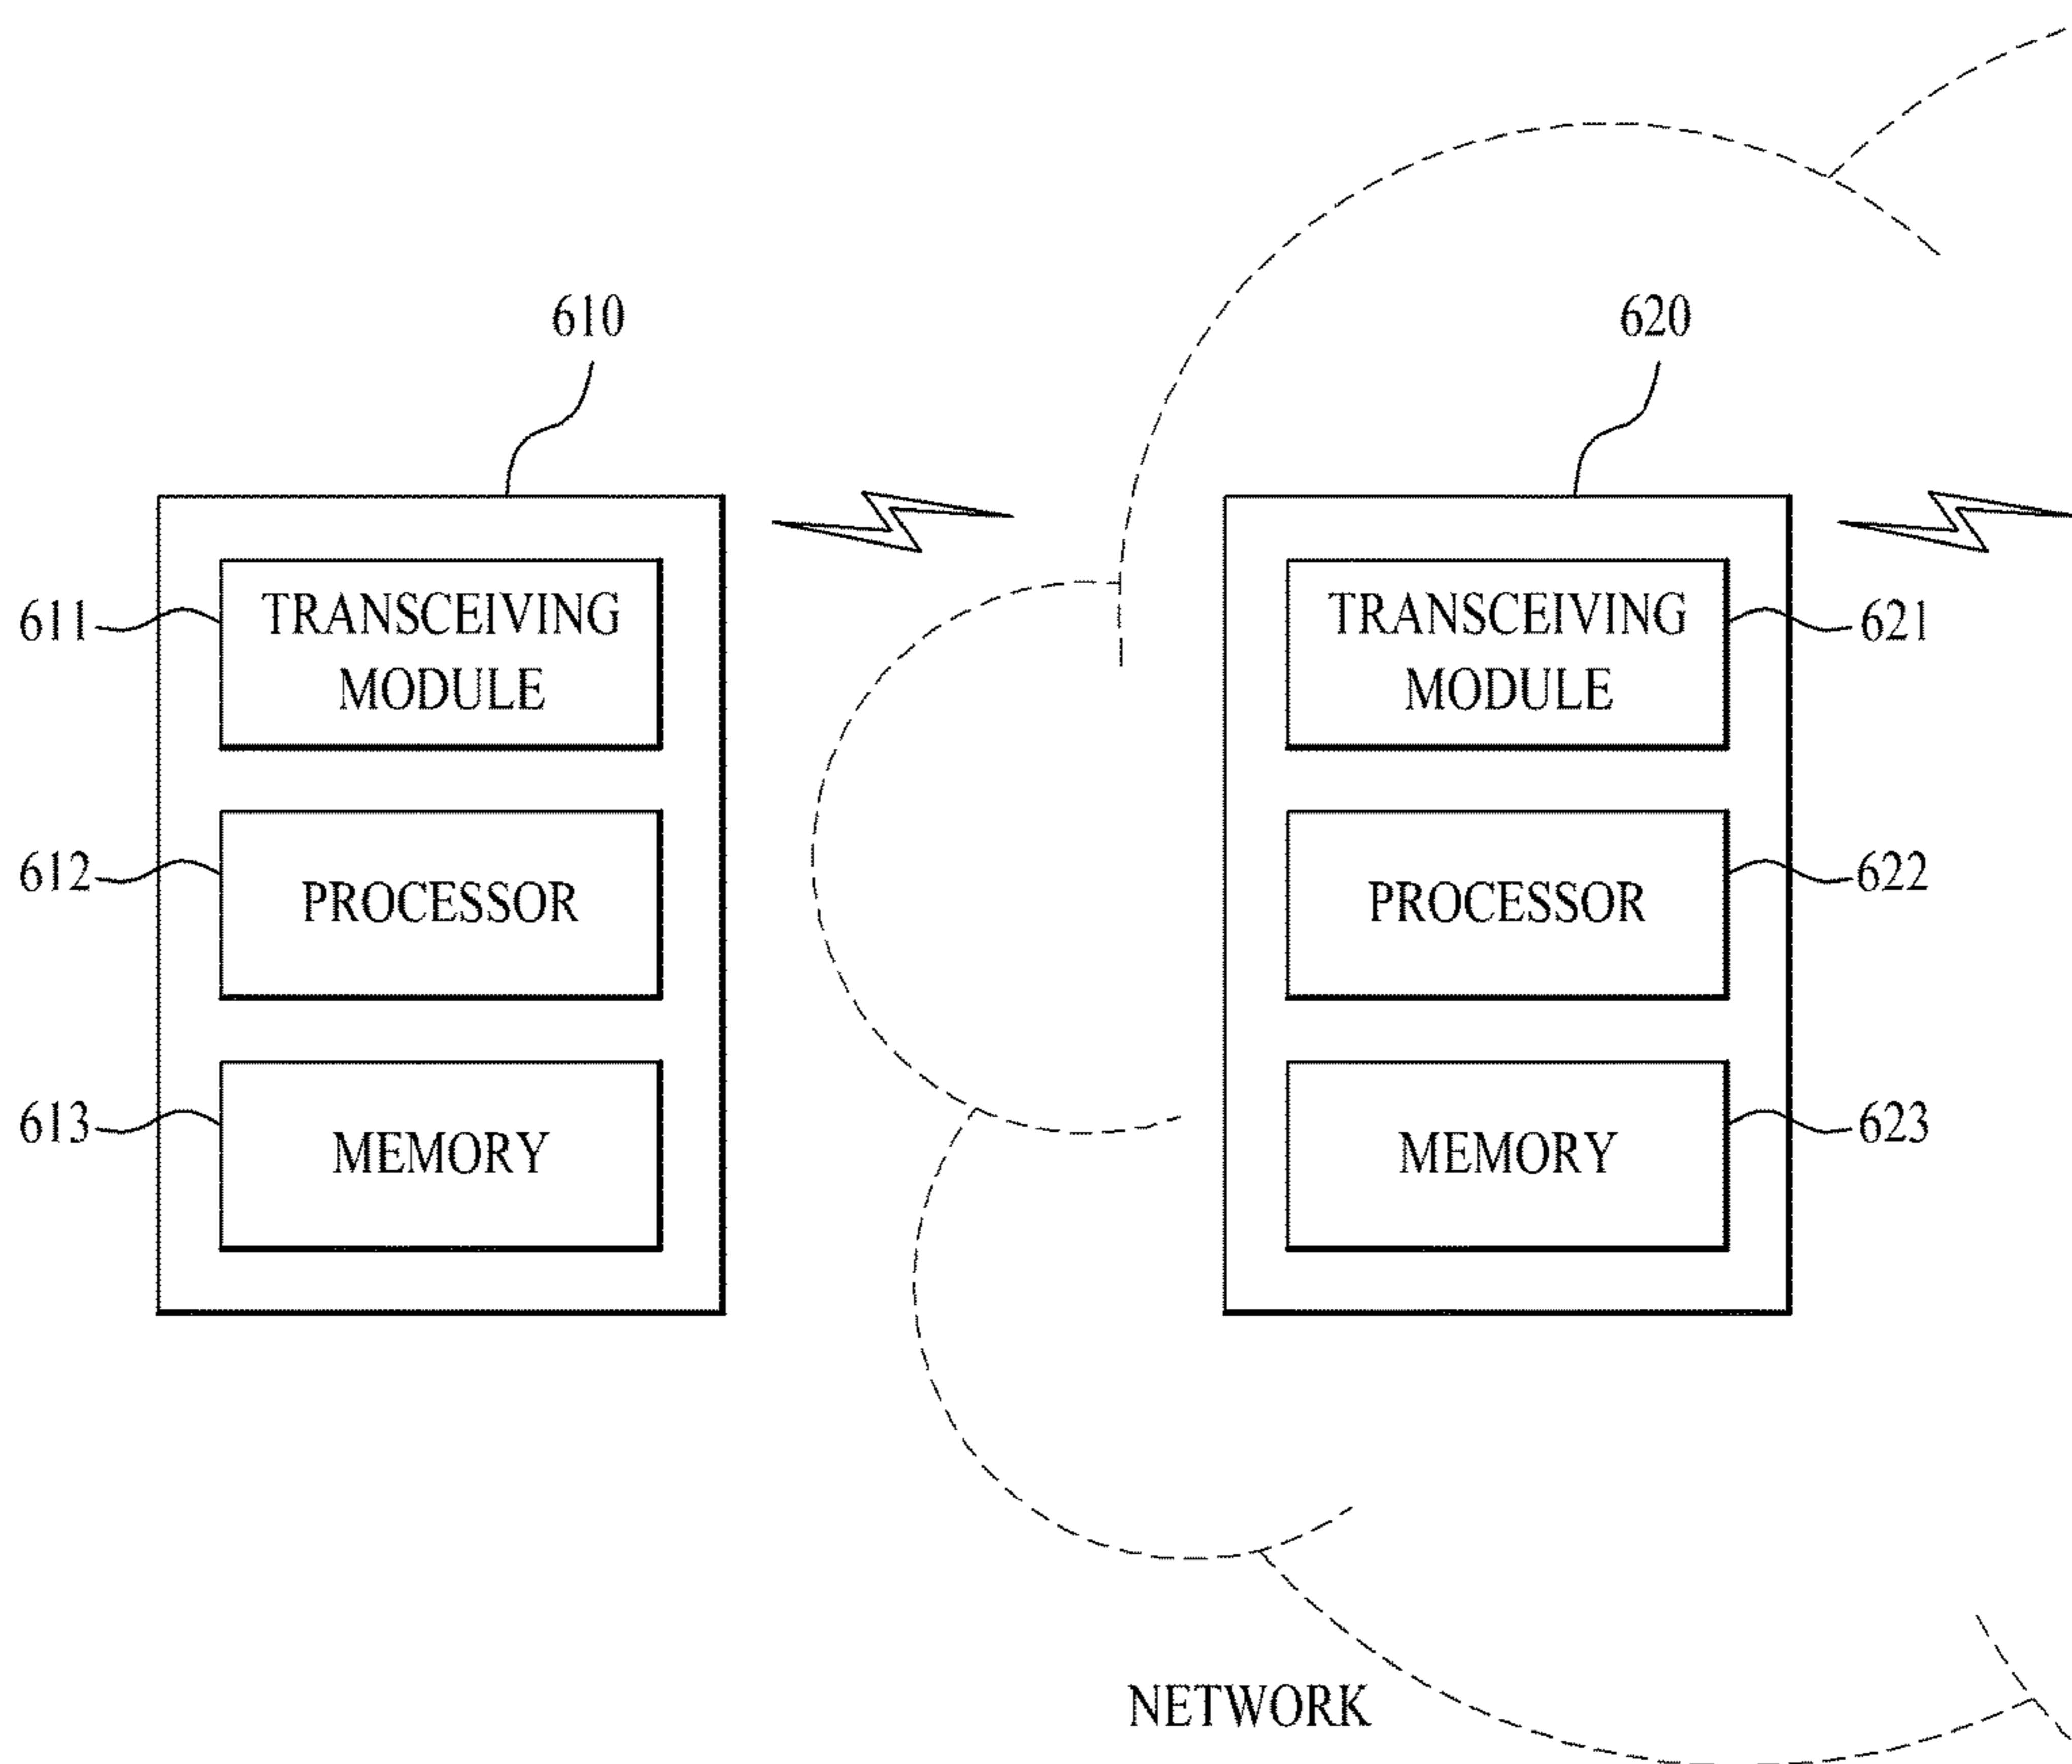 610
620
611
TRANSCEIVING
MODULE
TRANSCEIVING
MODULE
621
612
PROCESSOR
PROCESSOR
622
613
MEMORY
MEMORY
623
NETWORK